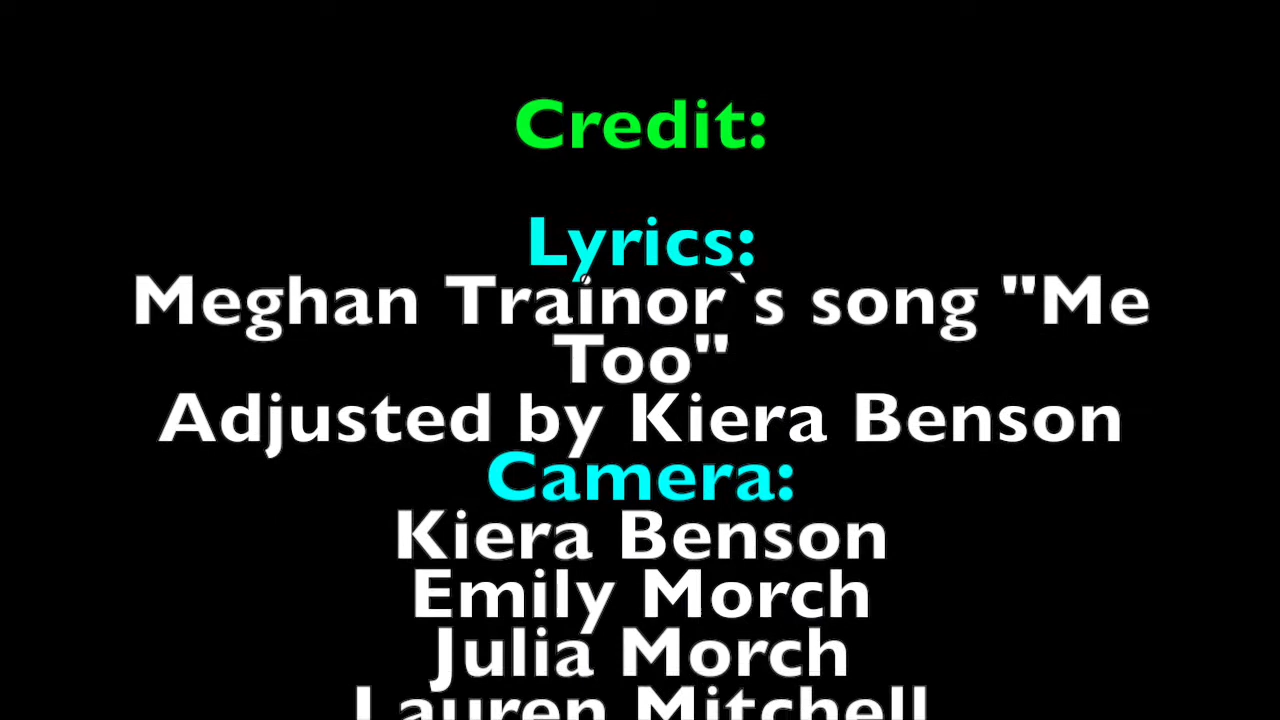 Credit:
Lyrics:
Meghan Trainor`s song "Me
Too"
Adjusted by Kiera Benson
Camera:
Kiera Benson
Emily Morch
Julia Morch
Lauren Mitchell